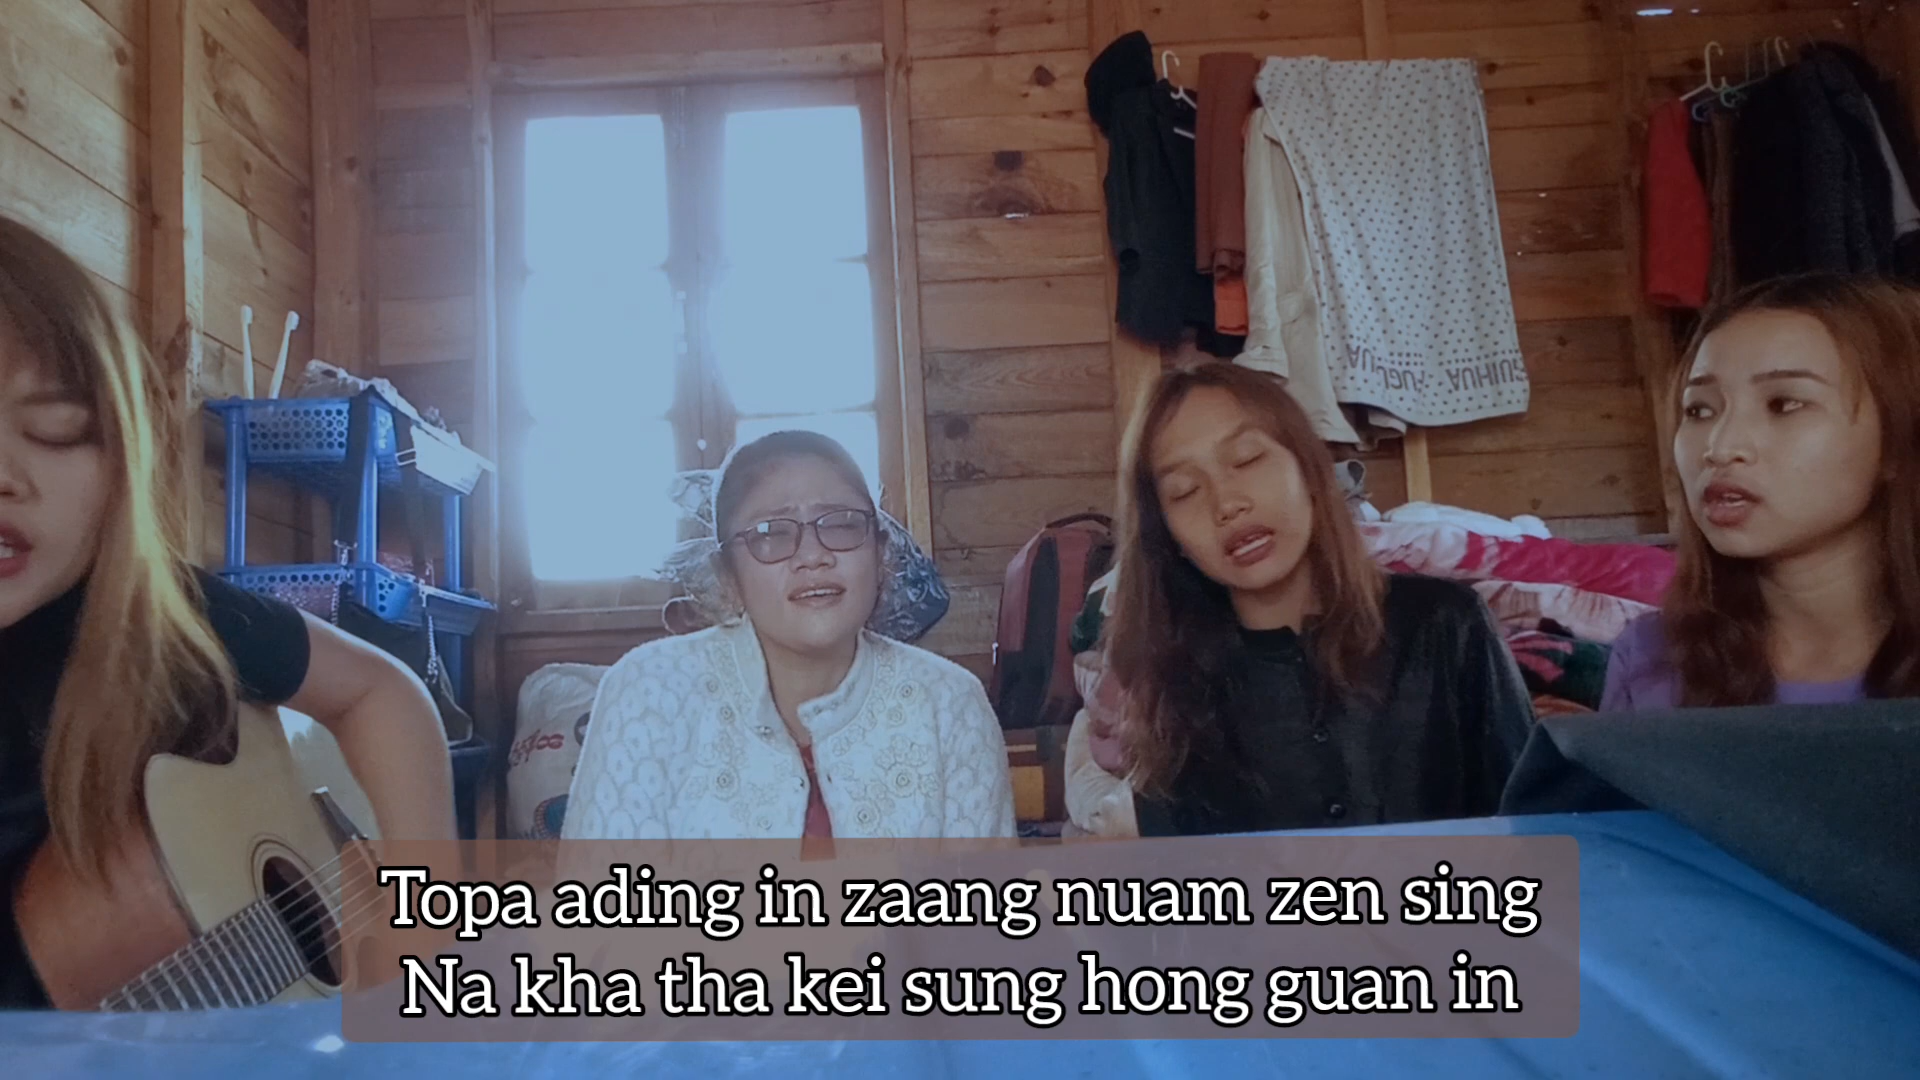 Topa ading in zaang nuam zen sing
Na kha tha kei sung hong guan in